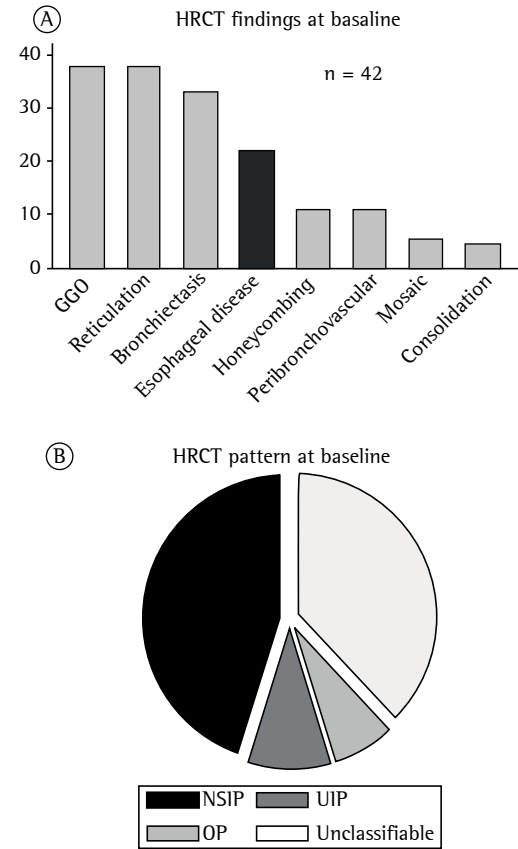 A
HRCT findings at basaline
n = 42
40
30
20
10
0
GGO
Reticulation
Bronchiectasis
Esophageal disease
Honeycombing
Peribronchovascular
Mosaic
Consolidation
B
HRCT pattern at baseline
NSIP UIP
OP Unclassifiable